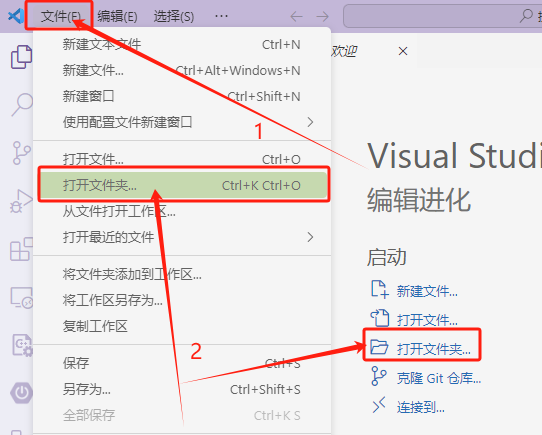 文件(F) 编辑(E) 选择(S) ...
新建文本文件 Ctrl+N
欢迎
新建文件... Ctrl+Alt+Windows+N
新建窗口 Ctrl+Shift+N
使用配置文件新建窗口
1
打开文件... Ctrl+O
Visual Studi
打开文件夹... Ctrl+K Ctrl+O
编辑进化
从文件打开工作区...
打开最近的文件
启动
将文件夹添加到工作区...
新建文件...
将工作区另存为...
打开文件...
复制工作区
2
打开文件夹...
保存 Ctrl+S
克隆 Git 仓库...
另存为... Ctrl+Shift+S
连接到...
全部保存 Ctrl+K S